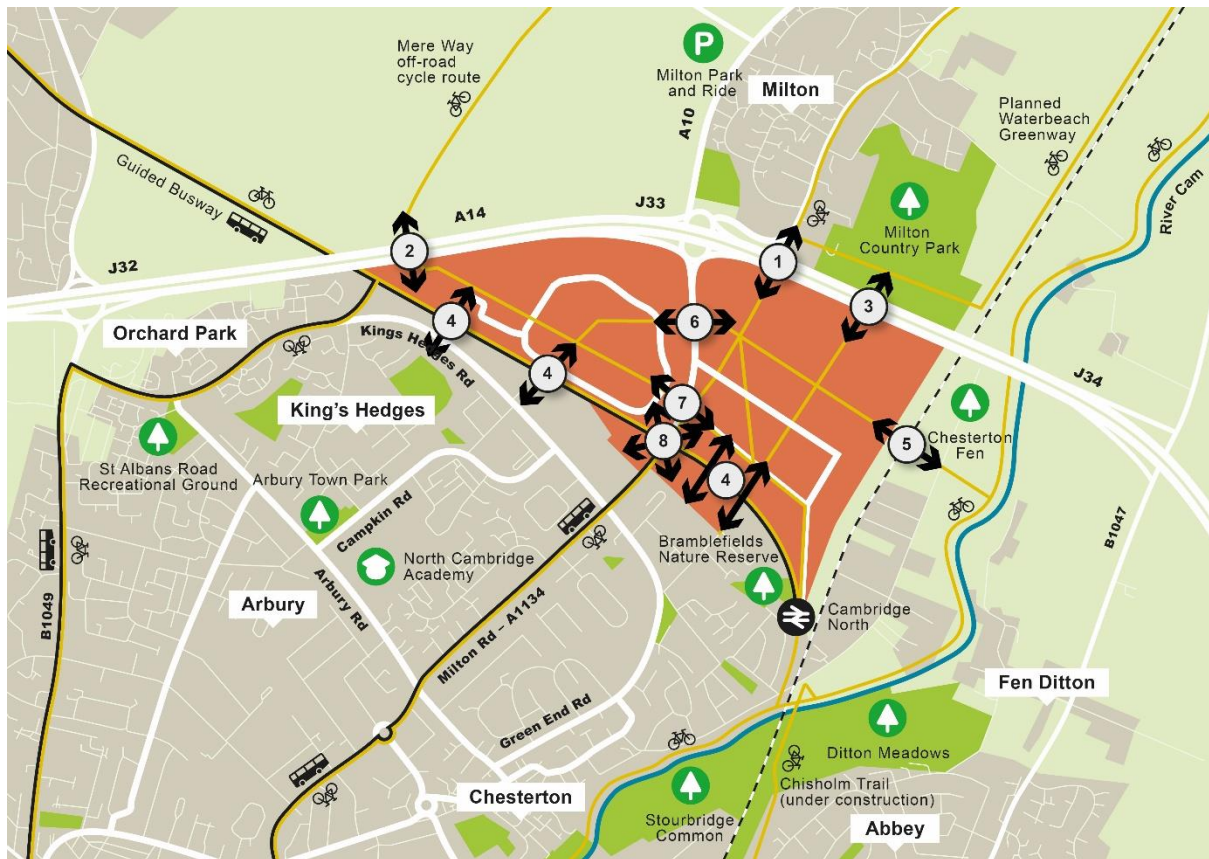 Mere Way
off-road
cycle route
P
Milton Park
and Ride
Milton
A10
Planned
Waterbeach
Greenway
Guided Busway
J33
A14
J32
River Cam
Milton
Country Park
2
1
3
4
6
Orchard Park
Kings Hedges Rd
4
J34
King's Hedges
7
8
5
Chesterton
Fen
St Albans Road
Recreational Ground
Arbury Town Park
4
Campkin Rd
Bramblefields
Nature Reserve
B1047
North Cambridge
Academy
Arbury
Arbury Rd
B1049
Milton Rd – A1134
Cambridge
North
Fen Ditton
Green End Rd
Ditton Meadows
Chisholm Trail
(under construction)
Chesterton
Stourbridge
Common
Abbey